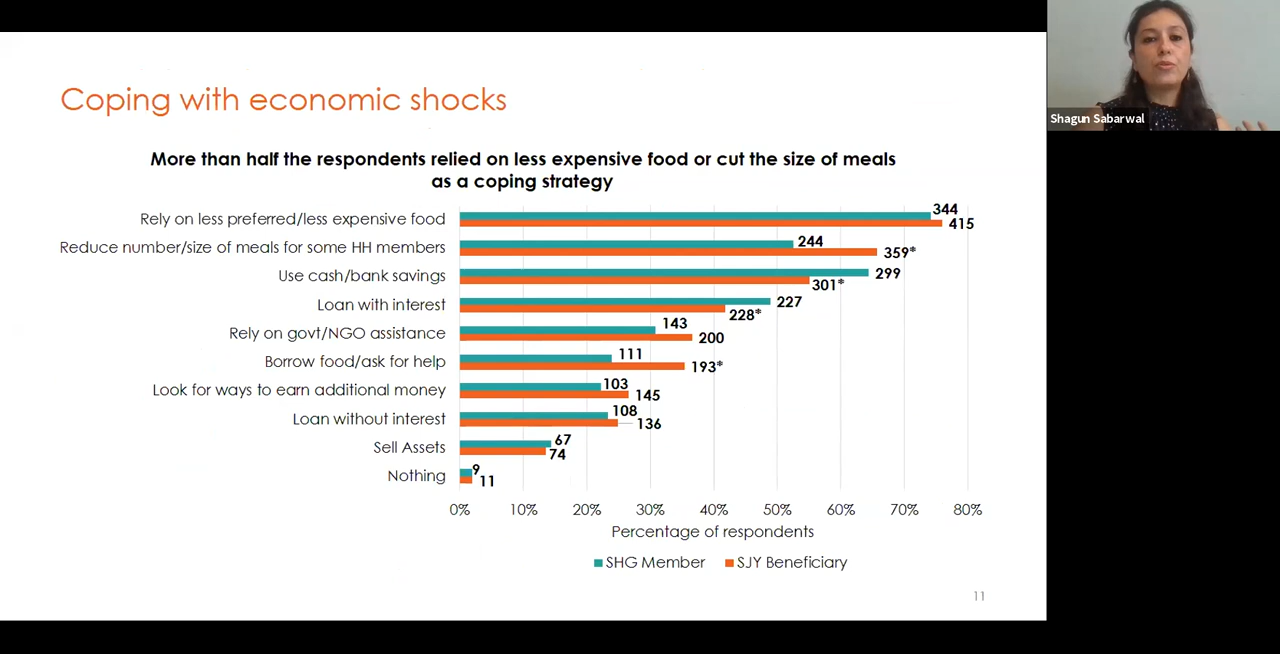 Shagun Sabarwal
Coping with economic shocks
More than half the respondents relied on less expensive food or cut the size of meals
as a coping strategy
Rely on less preferred/less expensive food
344
415
Reduce number/size of meals for some HH members
244
359*
Use cash/bank savings
299
301*
Loan with interest
227
228*
Rely on govt/NGO assistance
143
200
Borrow food/ask for help
111
193*
Look for ways to earn additional money
103
145
Loan without interest
108
136
Sell Assets
67
74
Nothing
9
11
0% 10% 20% 30% 40% 50% 60% 70% 80%
Percentage of respondents
SHG Member SJY Beneficiary
11